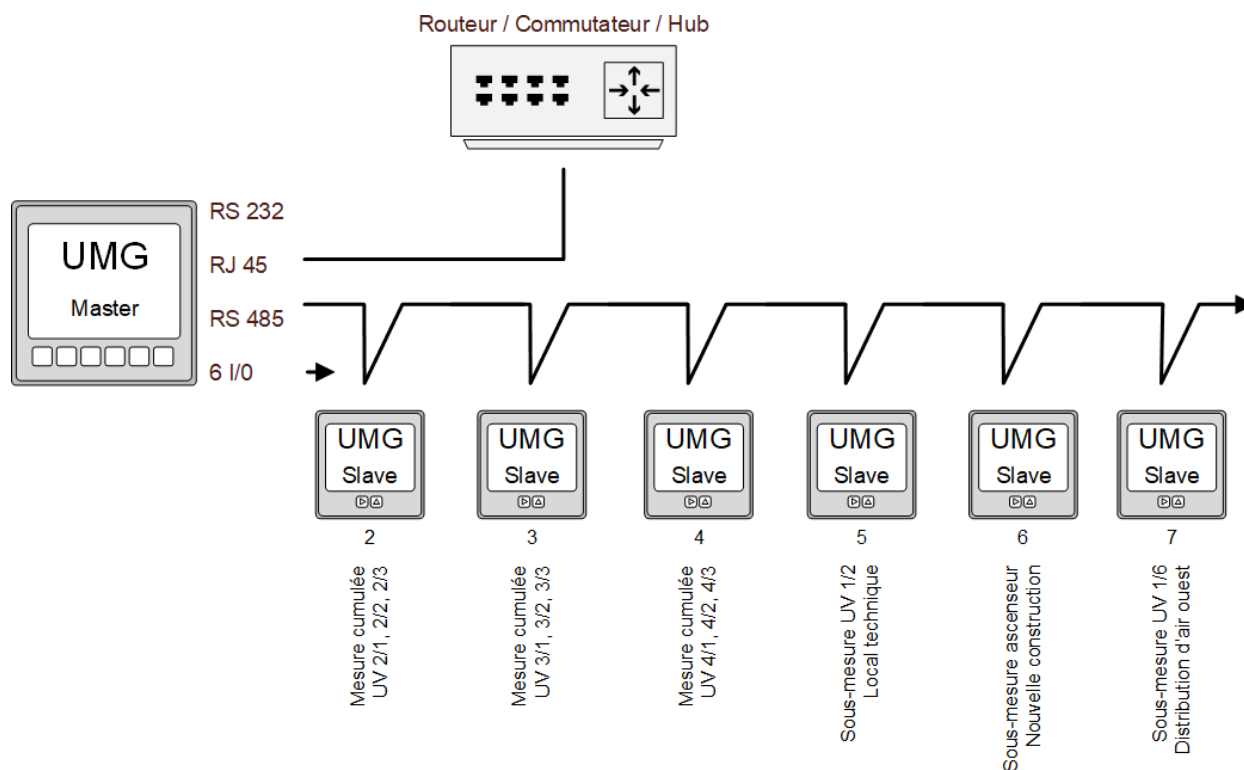 Routeur / Commutateur / Hub
UMG
Master
RS 232
RJ 45
RS 485
6 I/0
UMG
Slave
2
Mesure cumulée
UV 2/1, 2/2, 2/3
UMG
Slave
3
Mesure cumulée
UV 3/1, 3/2, 3/3
UMG
Slave
4
Mesure cumulée
UV 4/1, 4/2, 4/3
UMG
Slave
5
Sous-mesure UV 1/2
Local technique
UMG
Slave
6
Sous-mesure ascenseur
Nouvelle construction
UMG
Slave
7
Sous-mesure UV 1/6
Distribution d'air ouest